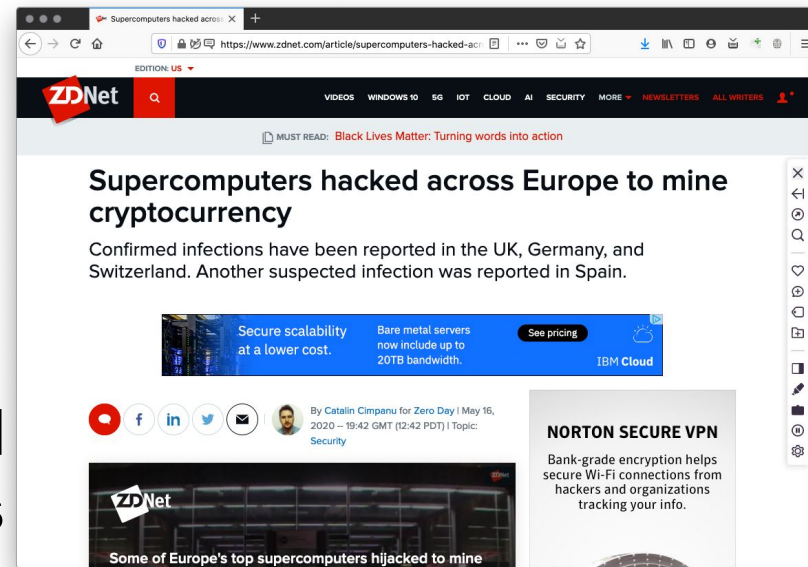 Supercomputers hacked across
https://www.zdnet.com/article/supercomputers-hacked-acr
EDITION: US
ZDNet
VIDEOS WINDOWS 10 5G IOT CLOUD AI SECURITY MORE NEWSLETTERS ALL WRITERS
MUST READ: Black Lives Matter: Turning words into action
Supercomputers hacked across Europe to mine
cryptocurrency
Confirmed infections have been reported in the UK, Germany, and
Switzerland. Another suspected infection was reported in Spain.
Secure scalability
at a lower cost.
Bare metal servers
now include up to
20TB bandwidth.
See pricing
IBM Cloud
By Catalin Cimpanu for Zero Day | May 16,
2020 -- 19:42 GMT (12:42 PDT) | Topic:
Security
ZDNet
Some of Europe's top supercomputers hijacked to mine
NORTON SECURE VPN
Bank-grade encryption helps
secure Wi-Fi connections from
hackers and organizations
tracking your info.